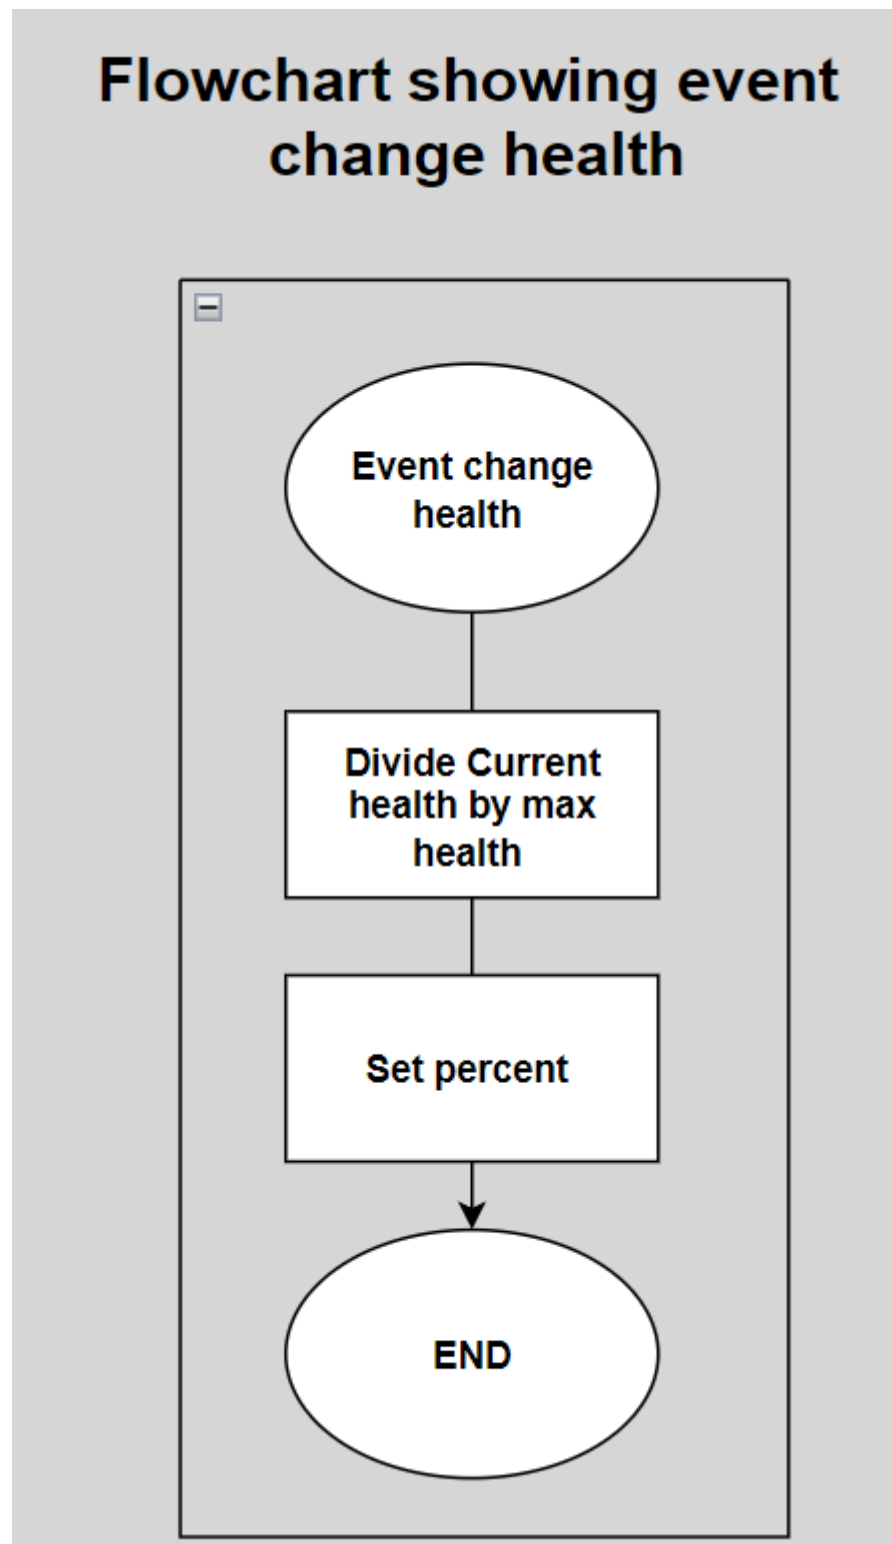 Flowchart showing event
change health
Event change
health
Divide Current
health by max
health
Set percent
END